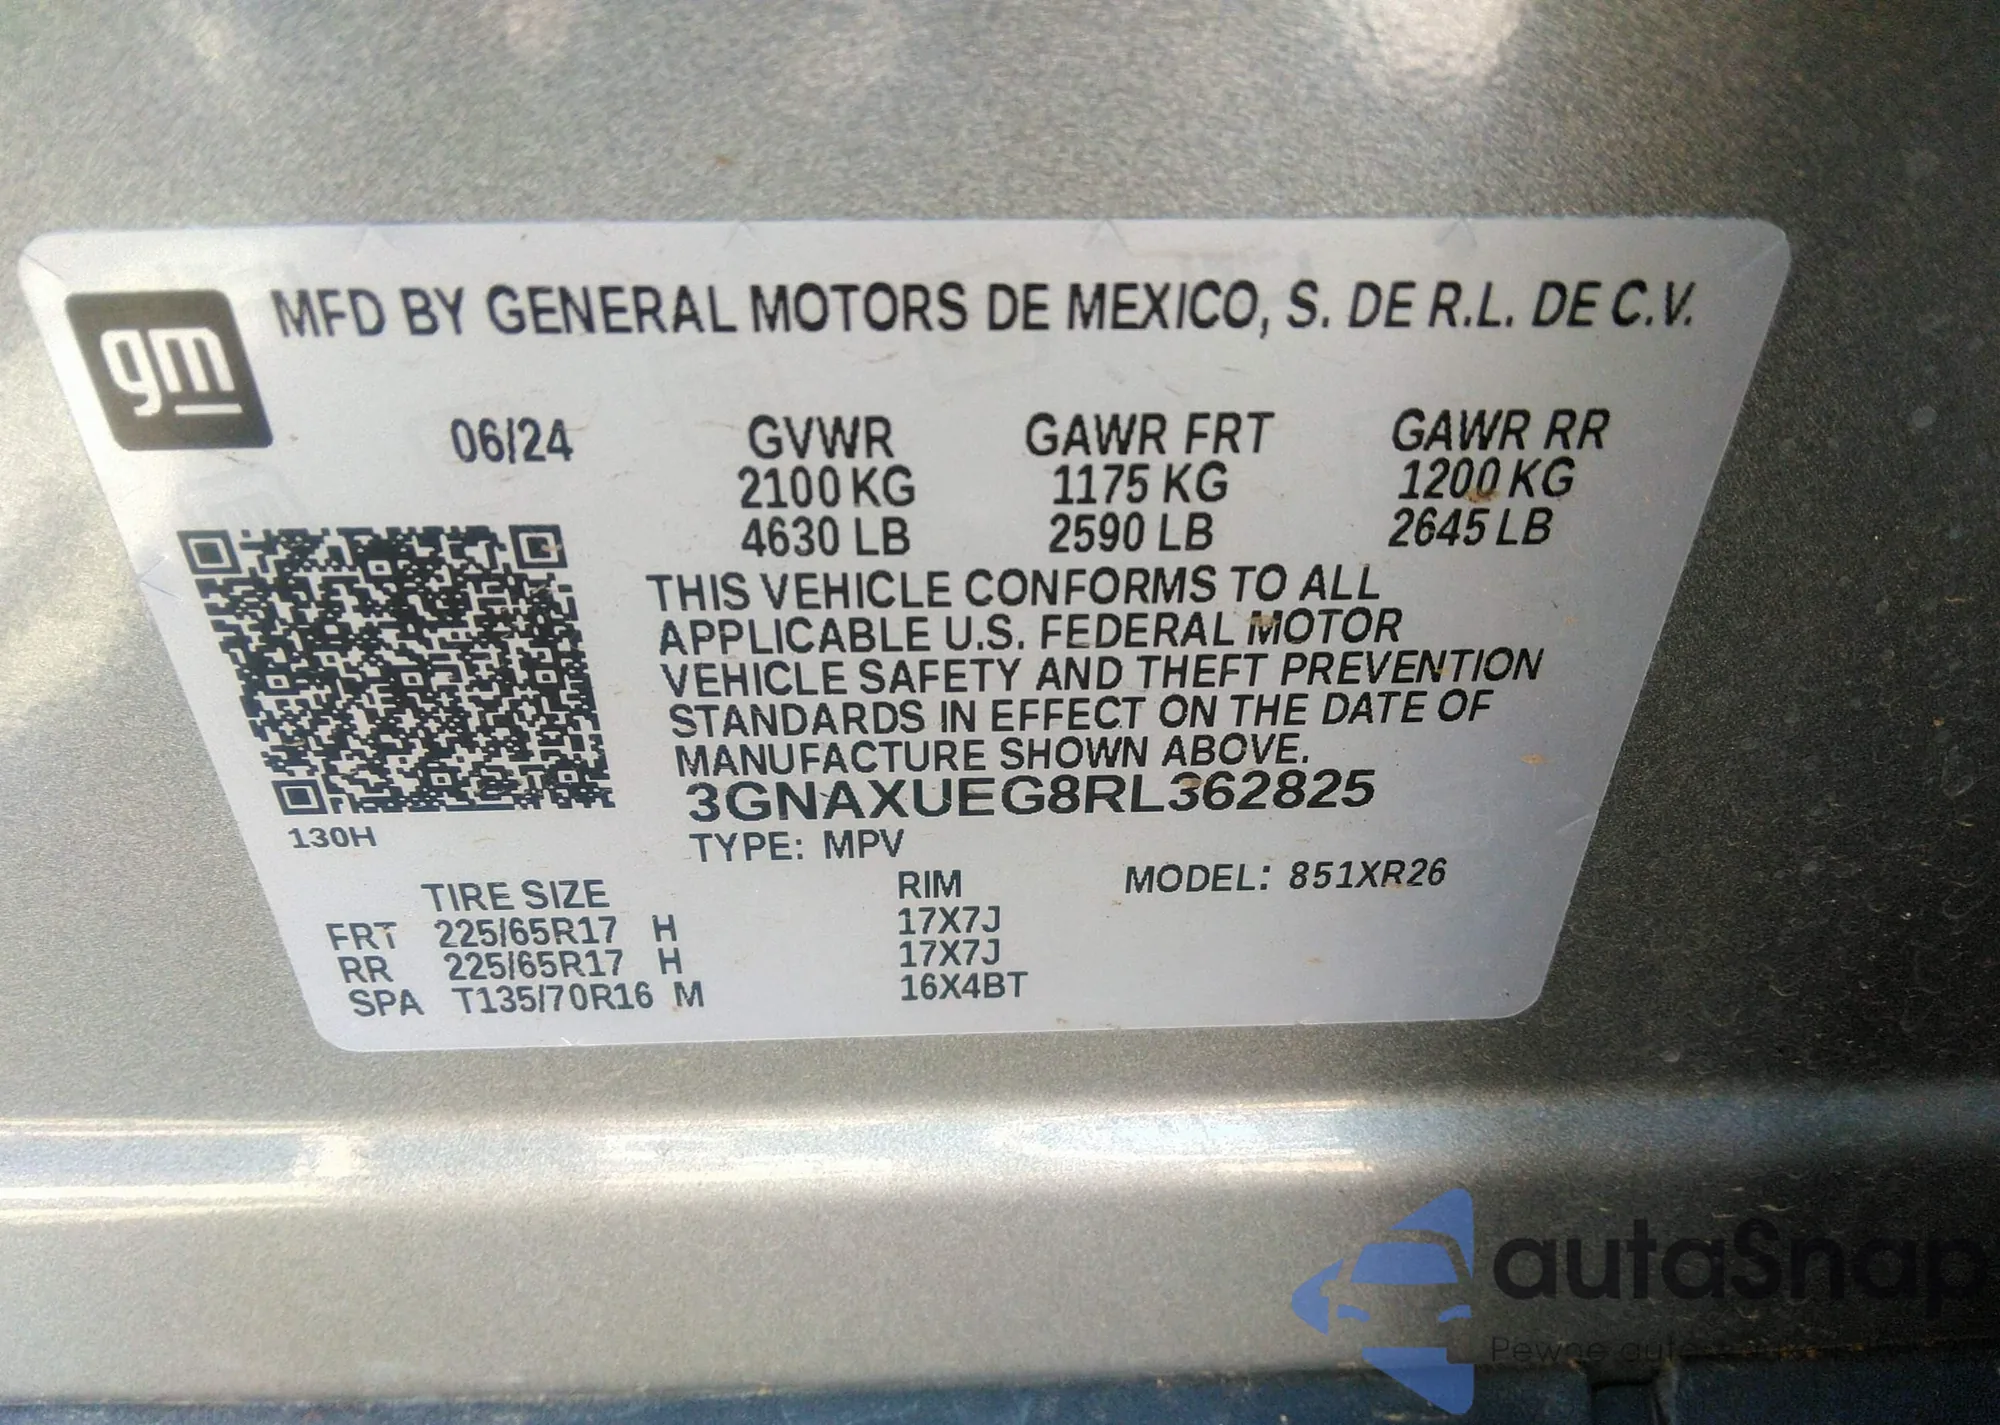 gm
MFD BY GENERAL MOTORS DE MEXICO, S. DE R.L. DE C.V.
06/24 GVWR GAWR FRT GAWR RR
2100 KG 1175 KG 1200 KG
4630 LB 2590 LB 2645 LB
THIS VEHICLE CONFORMS TO ALL
APPLICABLE U.S. FEDERAL MOTOR
VEHICLE SAFETY AND THEFT PREVENTION
STANDARDS IN EFFECT ON THE DATE OF
MANUFACTURE SHOWN ABOVE.
3GNAXUEG8RL362825
130H
TYPE: MPV
MODEL: 851XR26
TIRE SIZE RIM
FRT 225/65R17 H 17X7J
RR 225/65R17 H 17X7J
SPA T135/70R16 M 16X4BT
autaSnap
Pewne auta